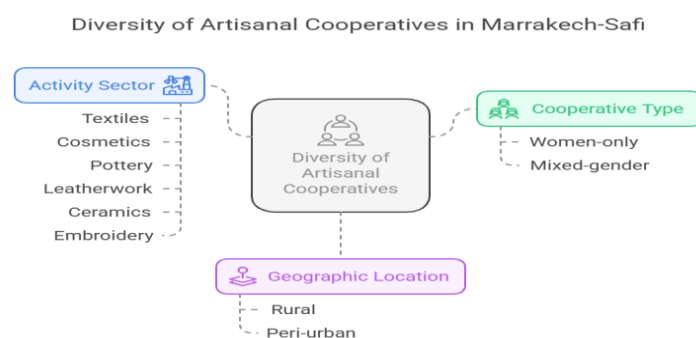 Diversity of Artisanal Cooperatives in Marrakech-Safi
Activity Sector
Textiles
Cosmetics
Pottery
Leatherwork
Ceramics
Embroidery
Diversity of
Artisanal
Cooperatives
Cooperative Type
Women-only
Mixed-gender
Geographic Location
Rural
Peri-urban